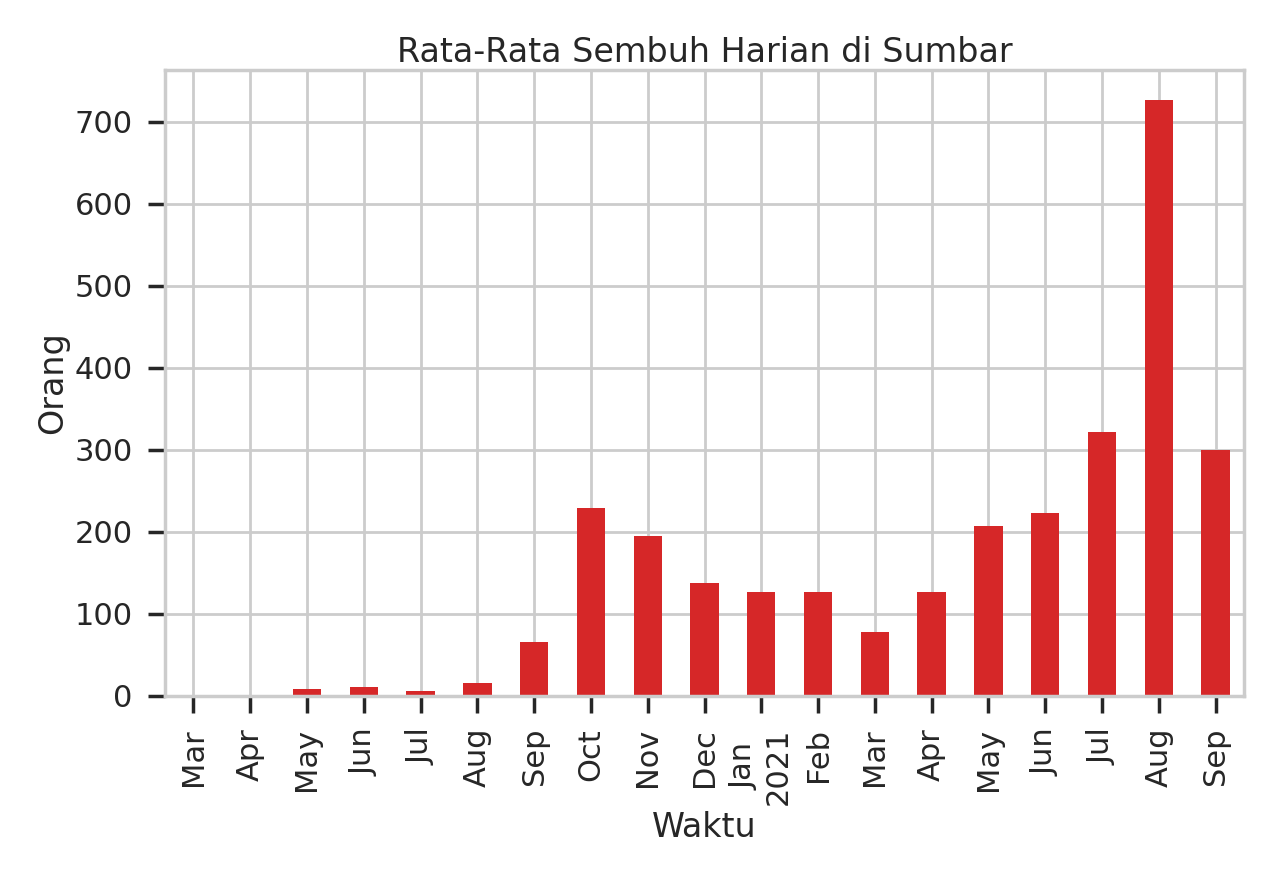 Rata-Rata Sembuh Harian di Sumbar
Orang
700
600
500
400
300
200
100
0
Mar
Apr
May
Jun
Jul
Aug
Sep
Oct
Nov
Dec
Jan
2021
Feb
Mar
Apr
May
Jun
Jul
Aug
Sep
Waktu